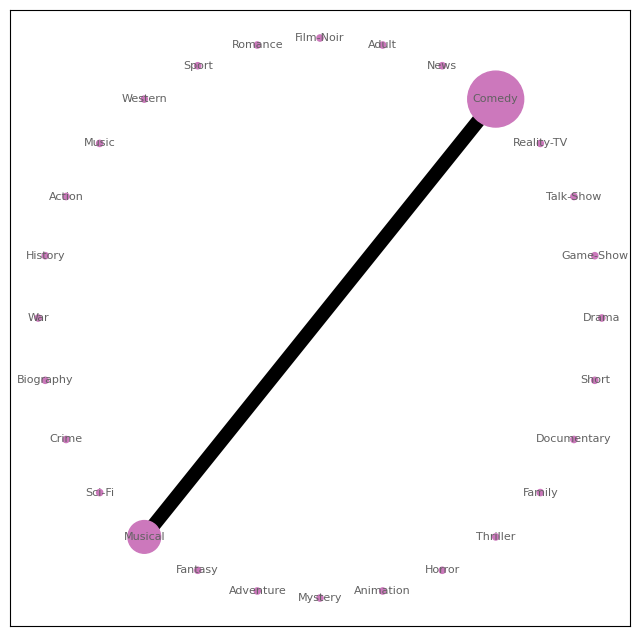 Film-Noir
Romance
Adult
Sport
News
Western
Comedy
Music
Reality-TV
Action
Talk-Show
History
Game-Show
War
Drama
Biography
Short
Crime
Documentary
Sci-Fi
Family
Musical
Thriller
Fantasy
Horror
Adventure
Animation
Mystery